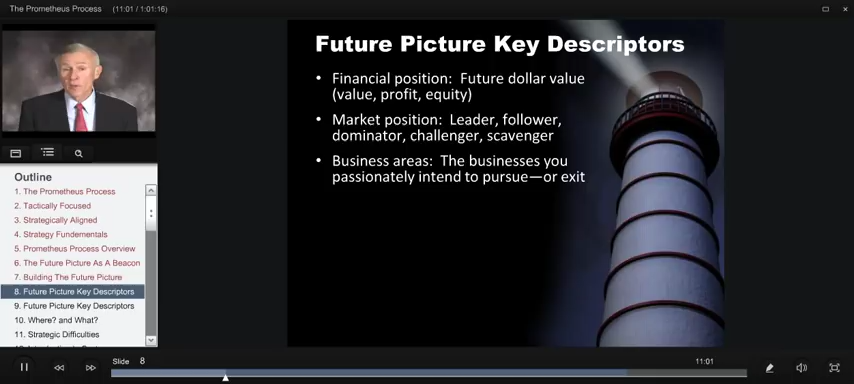 The Prometheus Process (11:01 / 1:01:16)
Future Picture Key Descriptors
• Financial position: Future dollar value
(value, profit, equity)
• Market position: Leader, follower,
dominator, challenger, scavenger
• Business areas: The businesses you
passionately intend to pursue—or exit
Outline
1. The Prometheus Process
2. Tactically Focused
3. Strategically Aligned
4. Strategy Fundementals
5. Prometheus Process Overview
6. The Future Picture As A Beacon
7. Building The Future Picture
8. Future Picture Key Descriptors
9. Future Picture Key Descriptors
10. Where? and What?
11. Strategic Difficulties
Slide 8
11:01